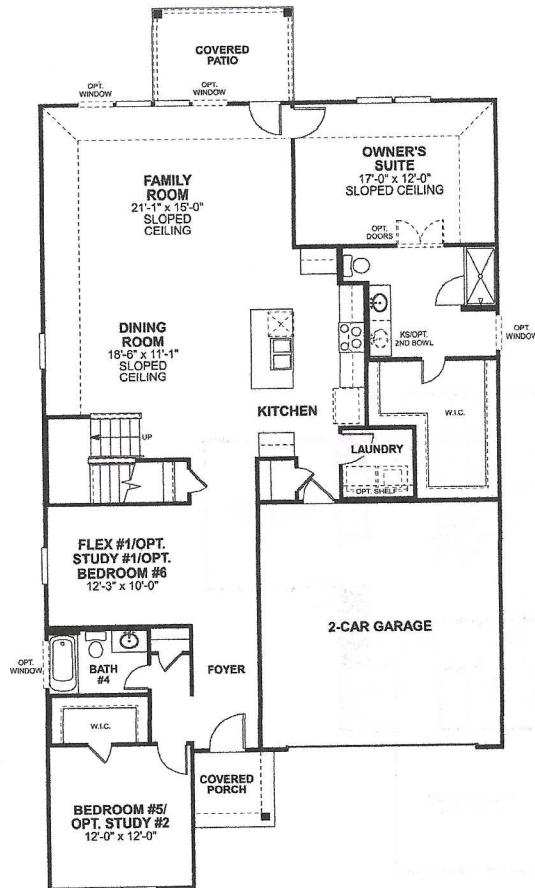 COVERED
PATIO
OPT.
WINDOW
OPT.
WINDOW
FAMILY
ROOM
21'-1" x 15'-0"
SLOPED
CEILING
OWNER'S
SUITE
17'-0" x 12'-0"
SLOPED CEILING
OPT.
DOORS
DINING
ROOM
18'-6" x 11'-1"
SLOPED
CEILING
KS/OPT.
2ND BOWL
OPT.
WINDOW
KITCHEN
W.I.C.
UP
LAUNDRY
OPT. SHELF
FLEX #1/OPT.
STUDY #1/OPT.
BEDROOM #6
12'-3" x 10'-0"
2-CAR GARAGE
OPT.
WINDOW
BATH
#4
FOYER
W.I.C.
COVERED
PORCH
BEDROOM #5/
OPT. STUDY #2
12'-0" x 12'-0"